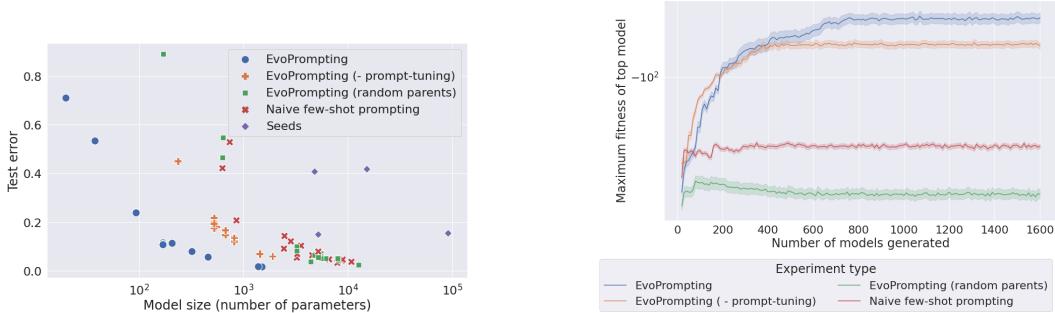 EvoPrompting
EvoPrompting (- prompt-tuning)
EvoPrompting (random parents)
Naive few-shot prompting
Seeds
0.8
0.6
0.4
0.2
0.0
Test error
10²
10³
10⁴
10⁵
Model size (number of parameters)
Maximum fitness of top model
−10²
0
200
400
600
800
1000
1200
1400
1600
Number of models generated
Experiment type
EvoPrompting
EvoPrompting ( - prompt-tuning)
EvoPrompting (random parents)
Naive few-shot prompting